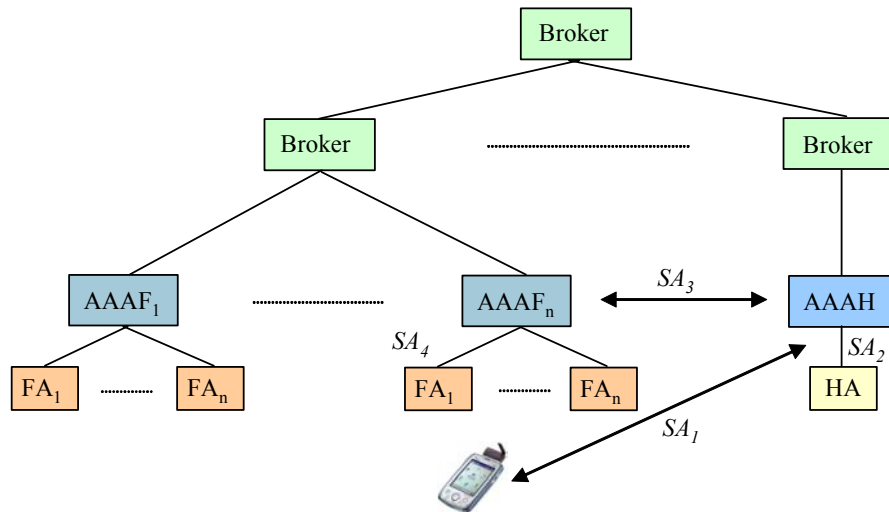 Broker
Broker
Broker
AAAF1
AAAFn
SA3
AAAH
SA4
SA2
FA1
FAn
FA1
FAn
HA
SA1